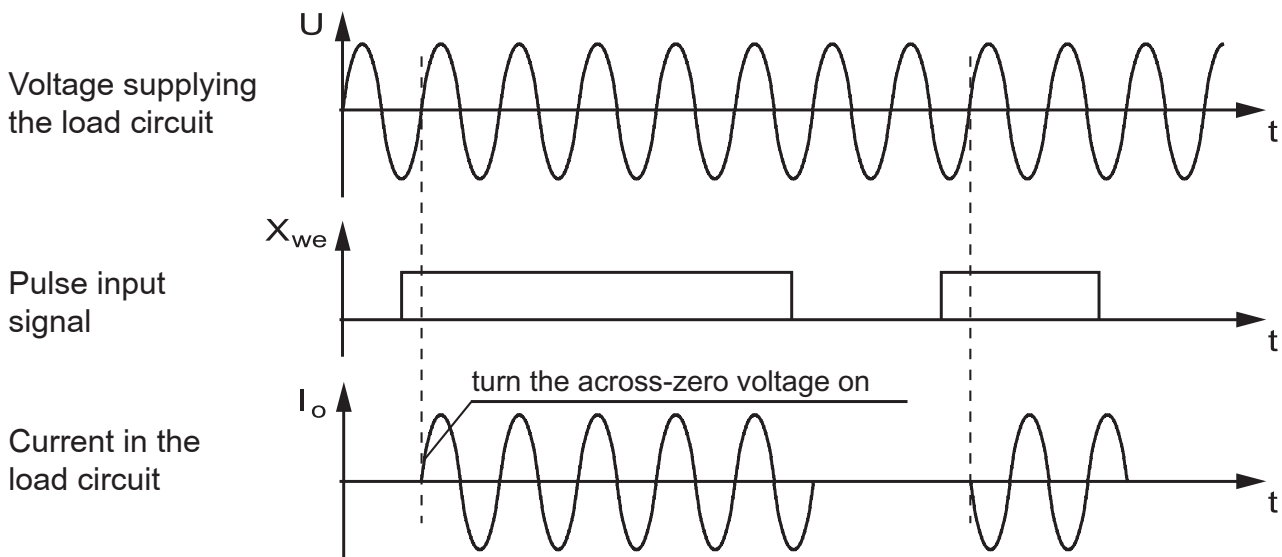 U
Voltage supplying
the load circuit
t
Xwe
Pulse input
signal
t
turn the across-zero voltage on
Io
Current in the
load circuit
t